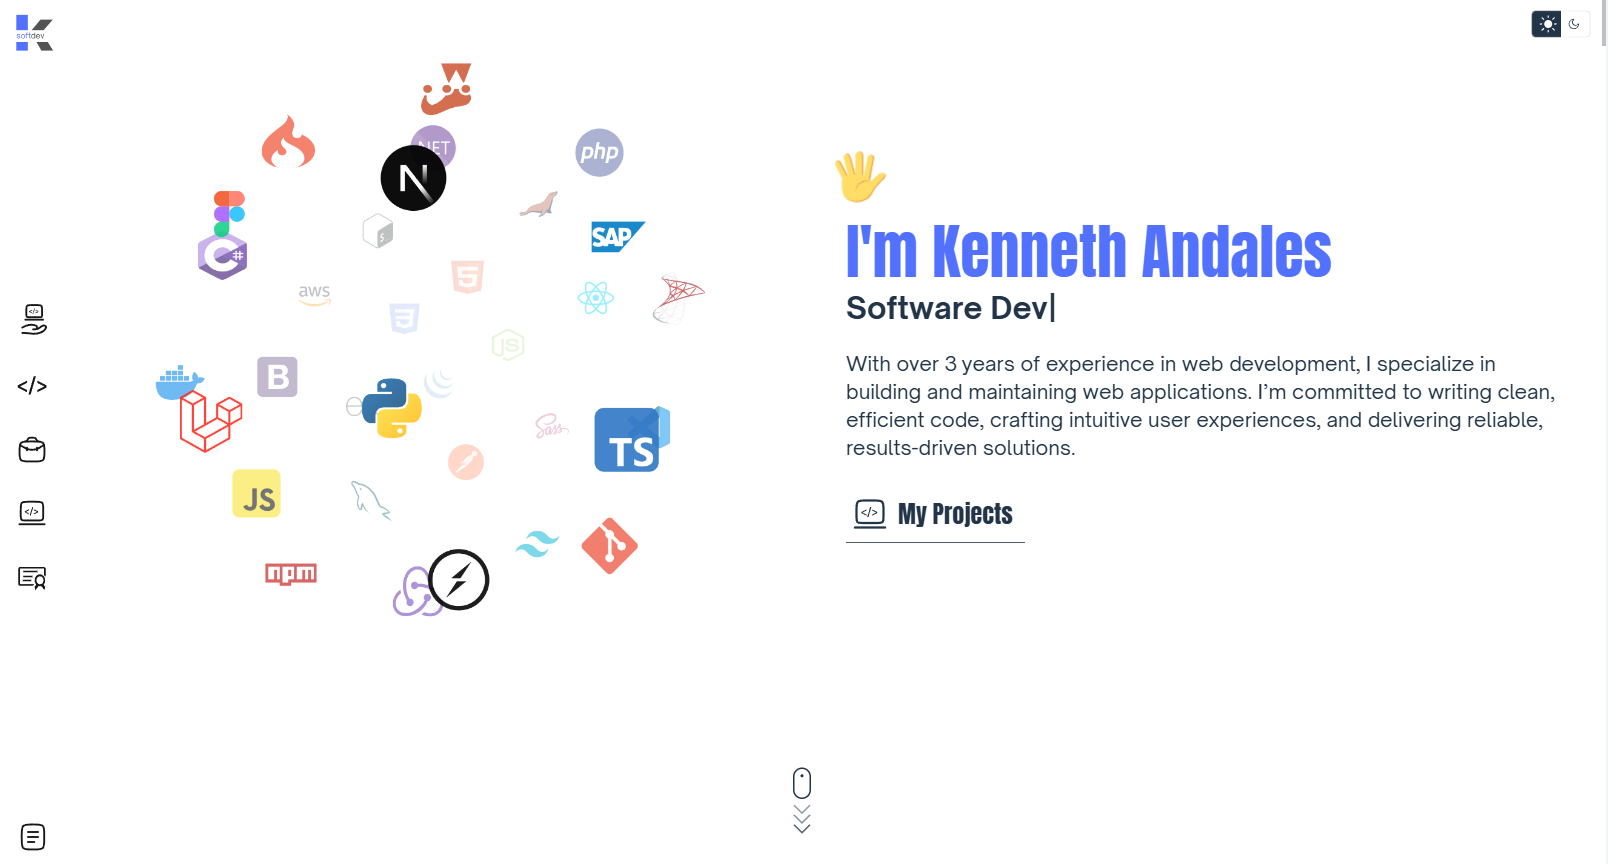 softdev
NET
php
SAP
aws
JS
B
Sass
TS
JS
npm
I'm Kenneth Andales
Software Dev|
With over 3 years of experience in web development, I specialize in
building and maintaining web applications. I’m committed to writing clean,
efficient code, crafting intuitive user experiences, and delivering reliable,
results-driven solutions.
My Projects